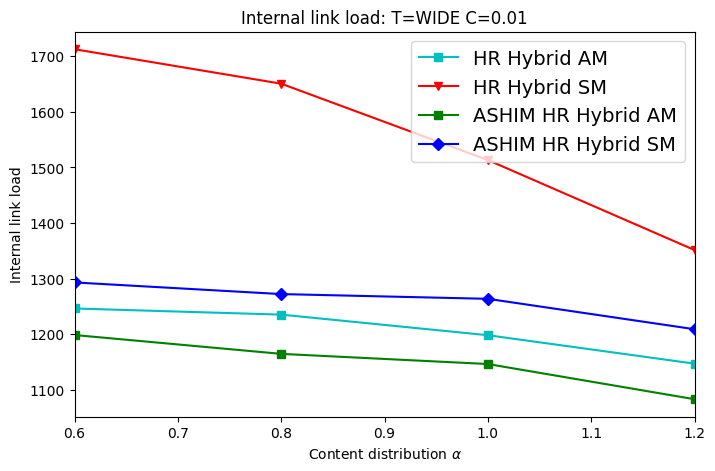 Internal link load: T=WIDE C=0.01
HR Hybrid AM
HR Hybrid SM
ASHIM HR Hybrid AM
ASHIM HR Hybrid SM
Internal link load
1700
1600
1500
1400
1300
1200
1100
0.6 0.7 0.8 0.9 1.0 1.1 1.2
Content distribution α